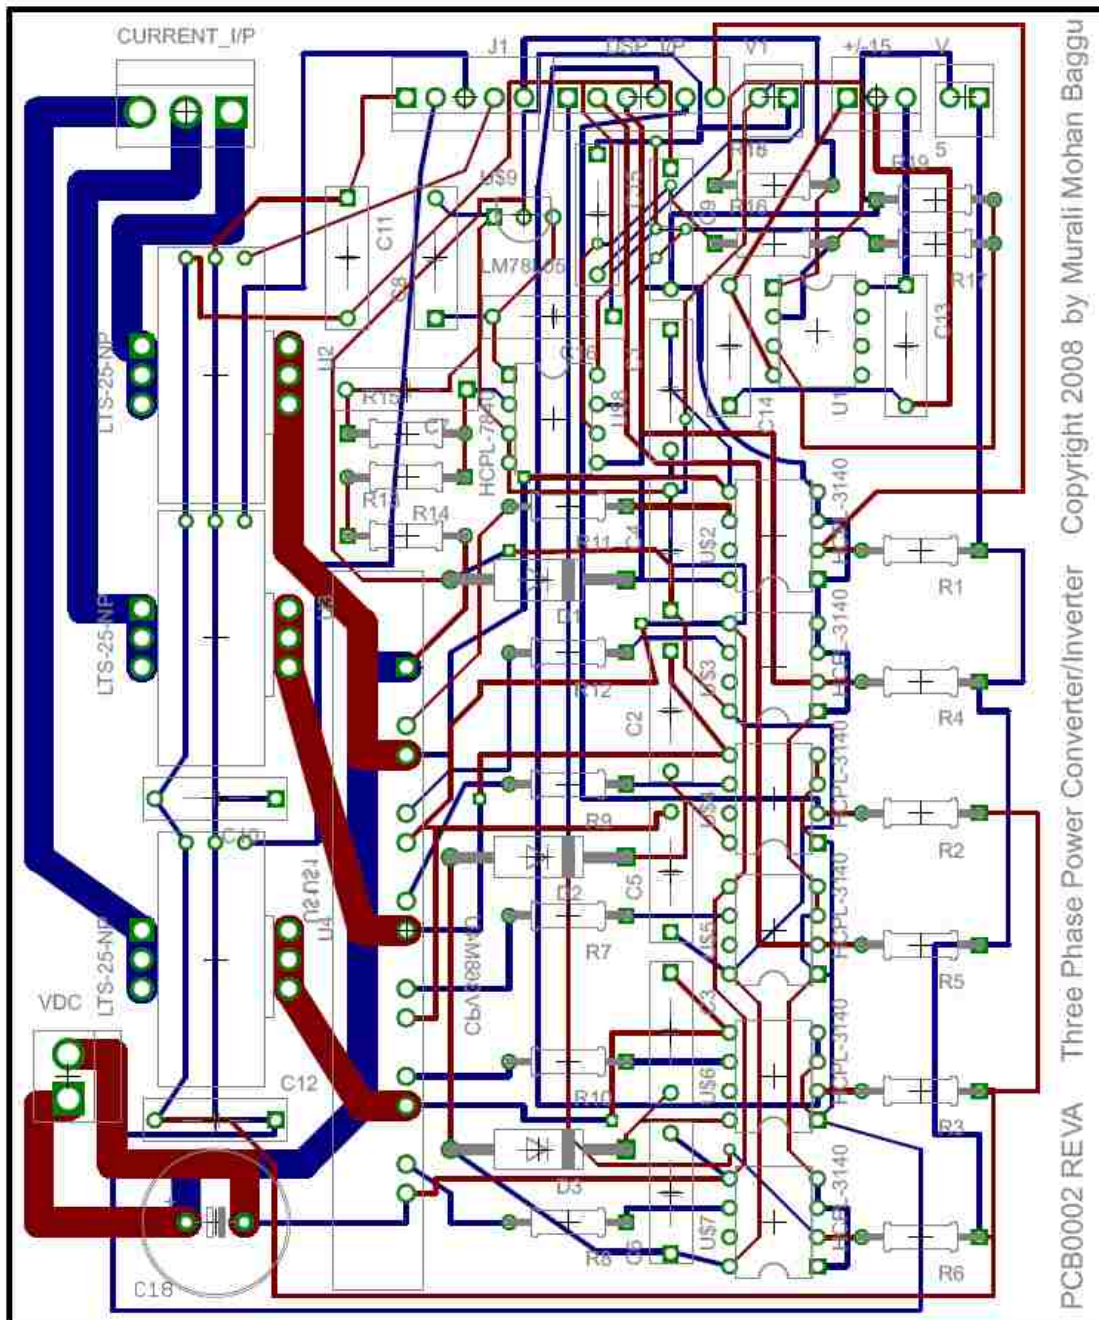 CURRENT_I/P
J1
DSP_I/P
V1
+/-15
V
5
U$9
LM78L05
C11
C8
C9
R18
R16
R19
R17
C13
C14
U1
C16
U$8
HCPL-7840
R15
R13
R14
U2
LTS-25-NP
LTS-25-NP
LTS-25-NP
R11
C4
D1
R12
C2
R9
D2
C5
R7
C3
R10
D3
R8
U$2
U$3
U$4
U$5
U$6
U$7
HCPL-3140
HCPL-3140
HCPL-3140
HCPL-3140
HCPL-3140
HCPL-3140
R1
R4
R2
R5
R3
R6
U4
VDC
C12
C18
PCB0002 REVA Three Phase Power Converter/Inverter Copyright 2008 by Murali Mohan Baggu